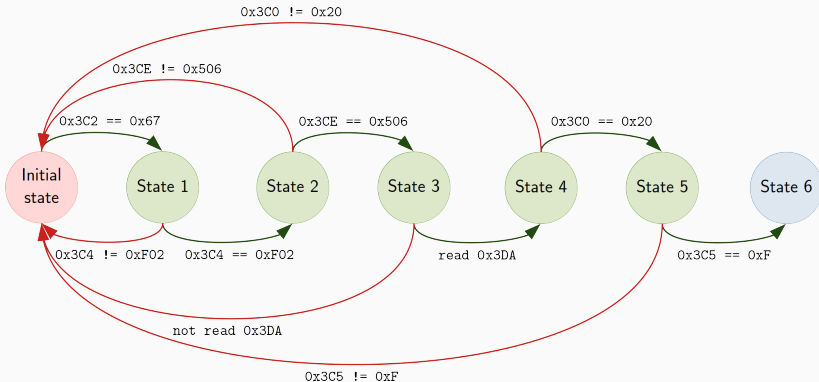 0x3C0 != 0x20
0x3CE != 0x506
0x3C2 == 0x67
0x3CE == 0x506
0x3C0 == 0x20
Initial
state
State 1
State 2
State 3
State 4
State 5
State 6
0x3C4 != 0xF02
0x3C4 == 0xF02
read 0x3DA
0x3C5 == 0xF
not read 0x3DA
0x3C5 != 0xF